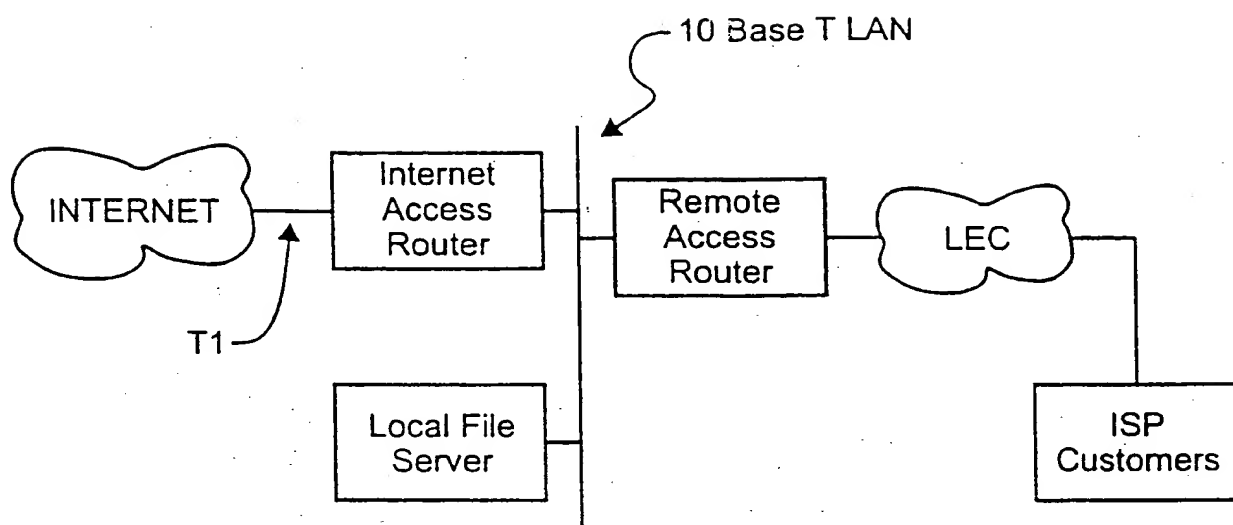 10 Base T LAN
INTERNET
Internet
Access
Router
Remote
Access
Router
LEC
T1
Local File
Server
ISP
Customers